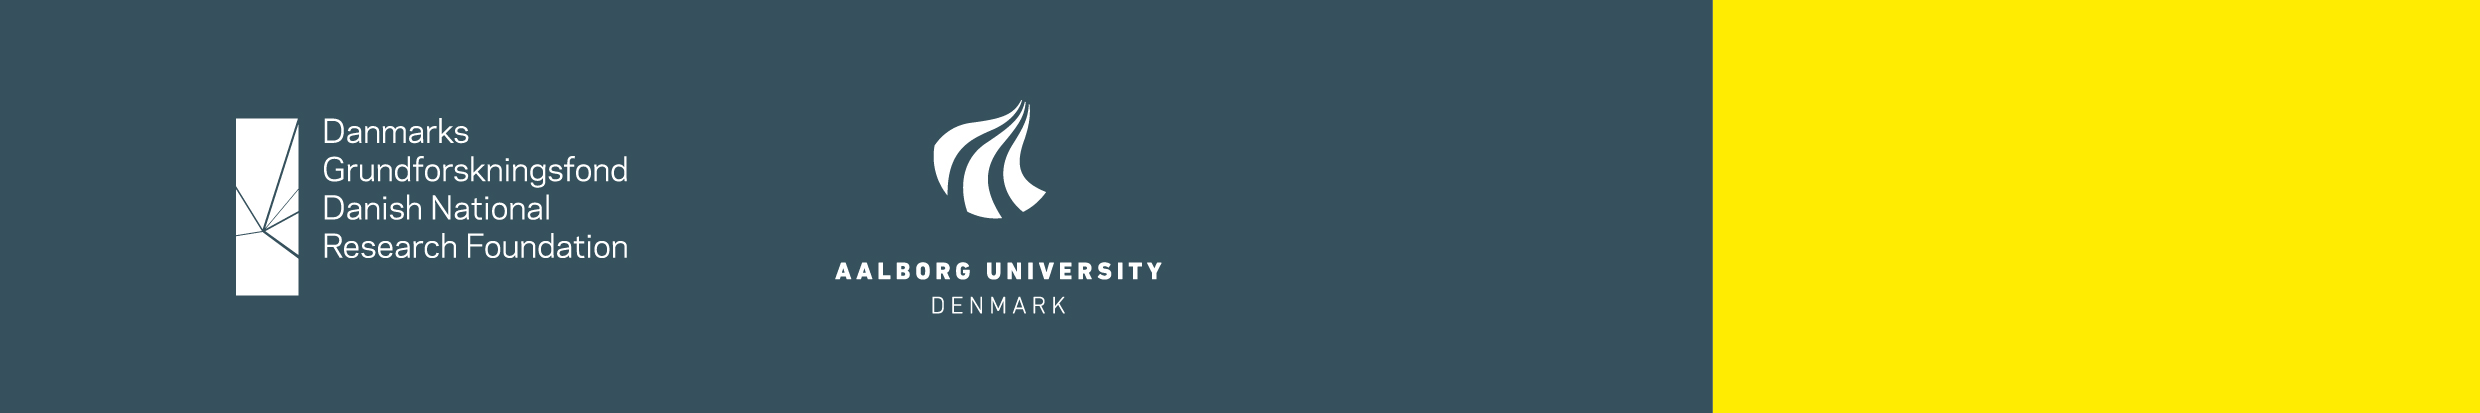 Danmarks
Grundforskningsfond
Danish National
Research Foundation
AALBORG UNIVERSITY
DENMARK